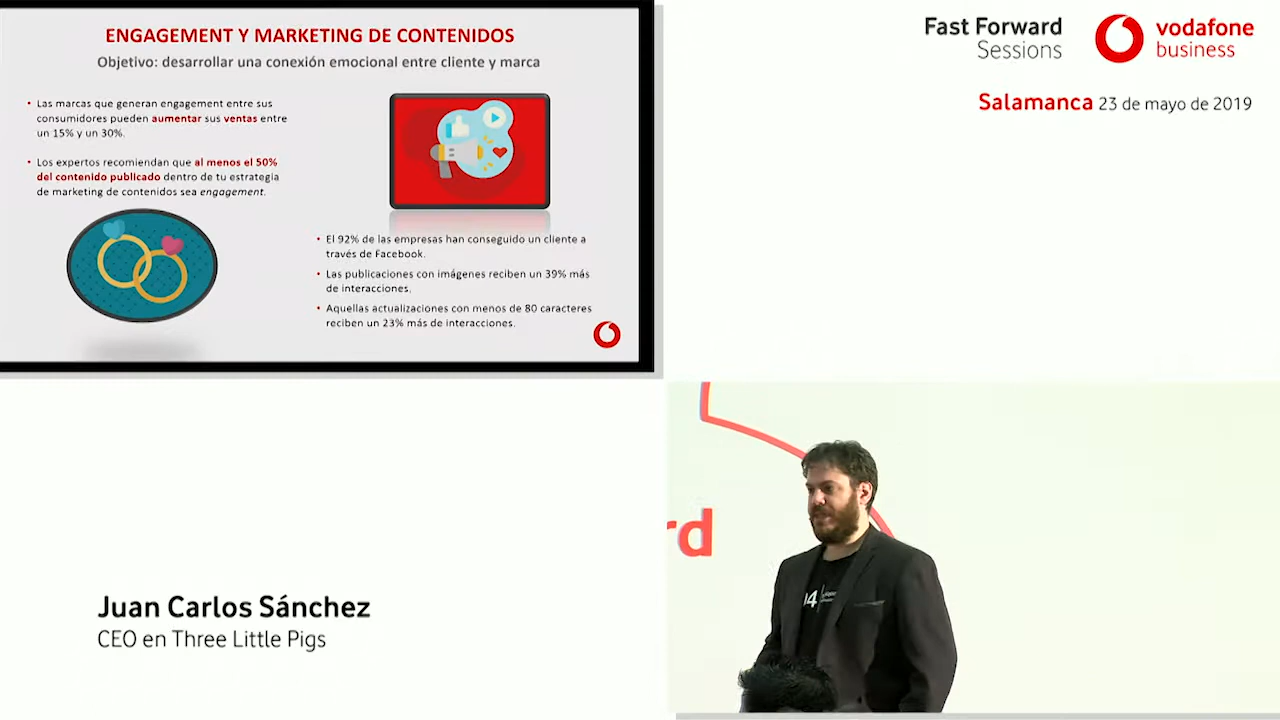 ENGAGEMENT Y MARKETING DE CONTENIDOS
Objetivo: desarrollar una conexión emocional entre cliente y marca
• Las marcas que generan engagement entre sus
consumidores pueden aumentar sus ventas entre
un 15% y un 30%.
• Los expertos recomiendan que al menos el 50%
del contenido publicado dentro de tu estrategia
de marketing de contenidos sea engagement.
• El 92% de las empresas han conseguido un cliente a
través de Facebook.
• Las publicaciones con imágenes reciben un 39% más
de interacciones.
• Aquellas actualizaciones con menos de 80 caracteres
reciben un 23% más de interacciones.
Fast Forward
Sessions
vodafone
business
Salamanca 23 de mayo de 2019
rd
Juan Carlos Sánchez
CEO en Three Little Pigs